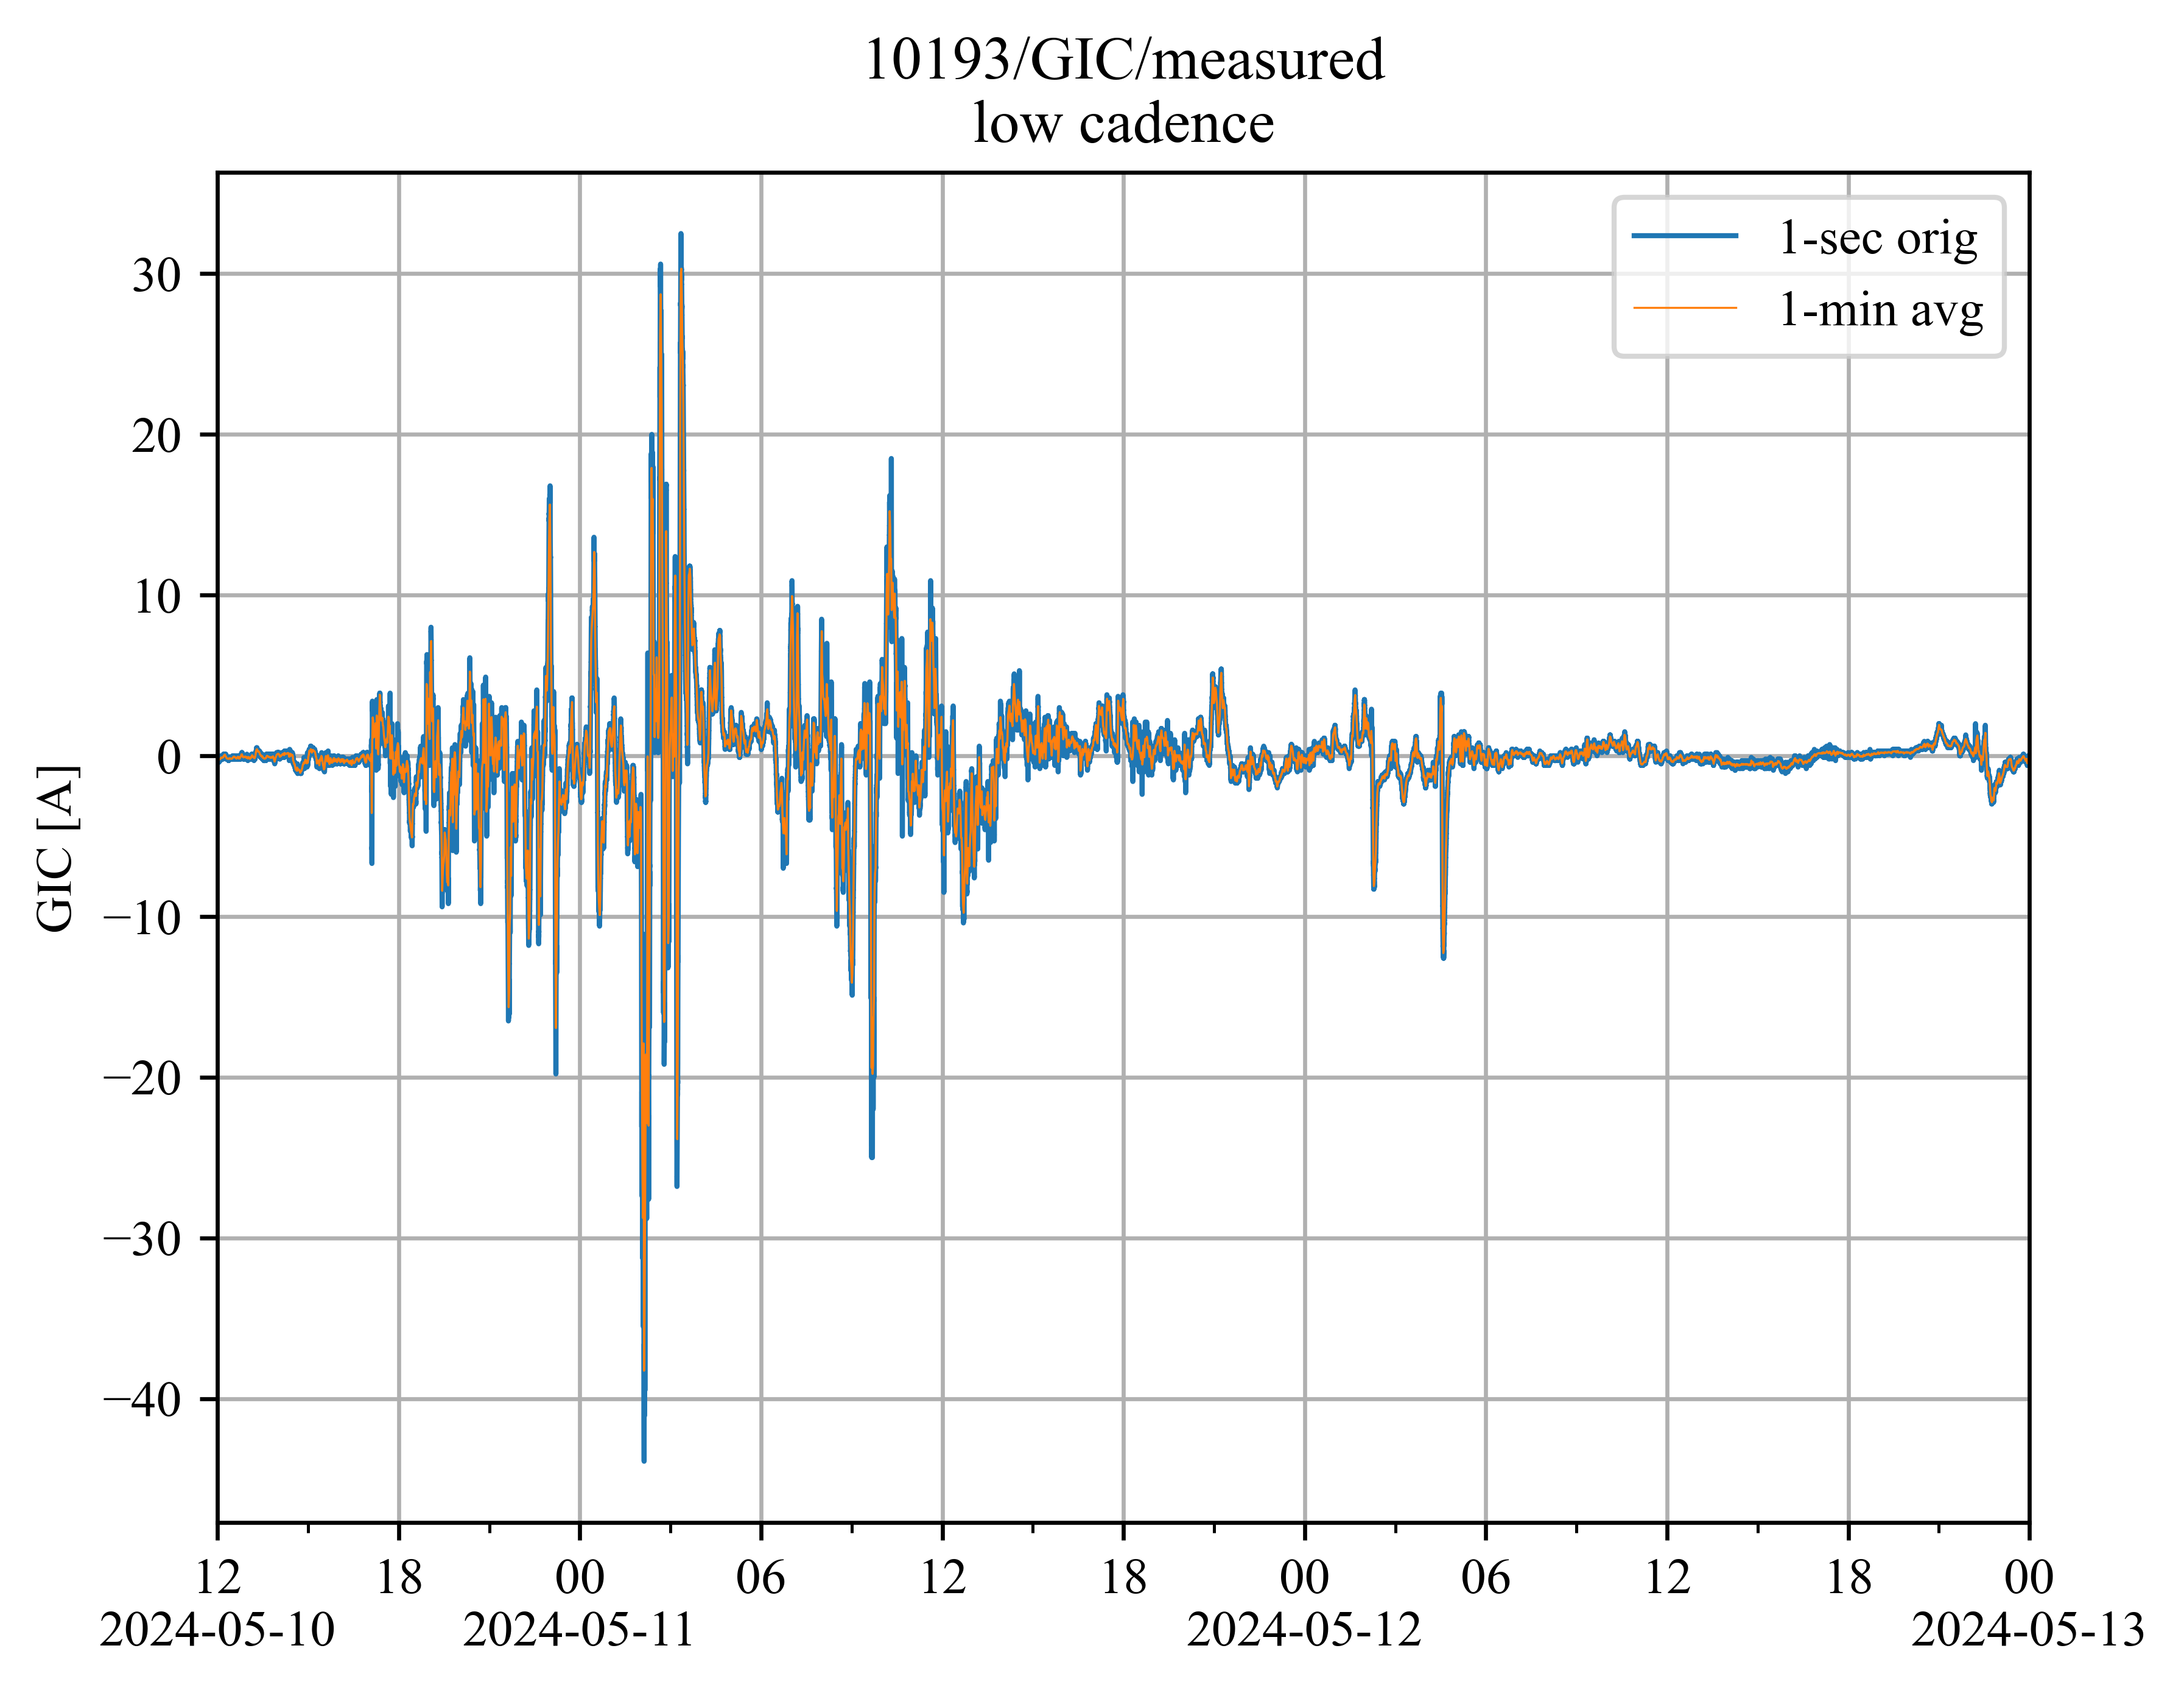 10193/GIC/measured
low cadence
1-sec orig
1-min avg
GIC [A]
30
20
10
0
−10
−20
−30
−40
12 18 00 06 12 18 00 06 12 18 00
2024-05-10 2024-05-11 2024-05-12 2024-05-13